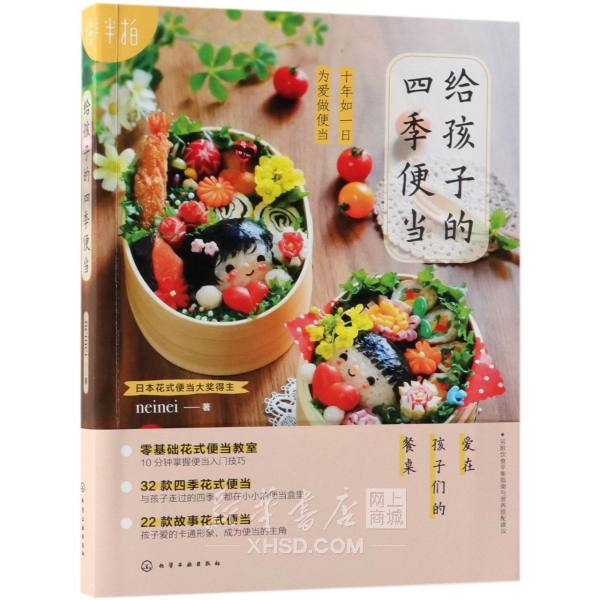 悦半拍
给孩子的
四季便当
十年如一日
为爱做便当
给孩子的四季便当
日本花式便当大奖得主
neinei —— 著
零基础花式便当教室
10分钟掌握便当入门技巧
32 款四季花式便当
与孩子走过的四季，都在小小的便当盒里
22 款故事花式便当
孩子爱的卡通形象，成为便当的主角
爱在
孩子们的
餐桌
化学工业出版社
新华书店
网上
商城
XHSD.COM